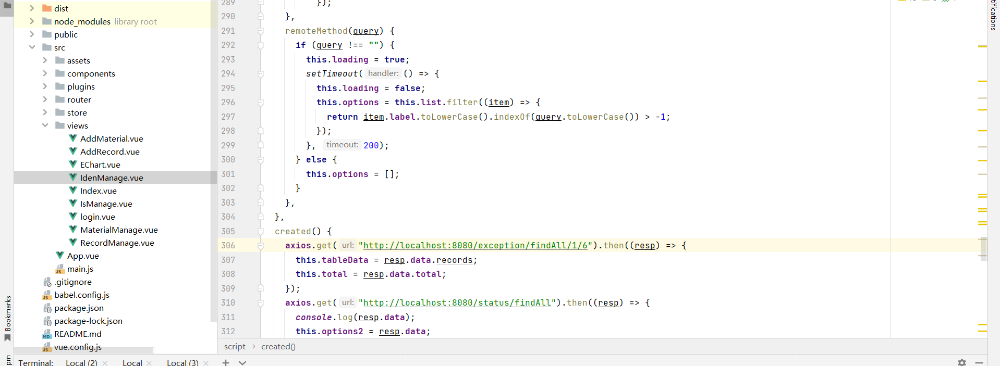 dist
node_modules library root
public
src
assets
components
plugins
router
store
views
AddMaterial.vue
AddRecord.vue
EChart.vue
IdenManage.vue
Index.vue
IsManage.vue
login.vue
MaterialManage.vue
RecordManage.vue
App.vue
main.js
.gitignore
babel.config.js
package.json
package-lock.json
README.md
vue.config.js
Bookmarks
pm
289 });
290 },
291 remoteMethod(query) {
292 if (query !== "") {
293 this.loading = true;
294 setTimeout( handler: () => {
295 this.loading = false;
296 this.options = this.list.filter((item) => {
297 return item.label.toLowerCase().indexOf(query.toLowerCase()) > -1;
298 });
299 }, timeout: 200);
300 } else {
301 this.options = [];
302 }
303 },
304 },
305 created() {
306 axios.get( url: "http://localhost:8080/exception/findAll/1/6").then((resp) => {
307 this.tableData = resp.data.records;
308 this.total = resp.data.total;
309 });
310 axios.get( url: "http://localhost:8080/status/findAll").then((resp) => {
311 console.log(resp.data);
312 this.options2 = resp.data;
script › created()
Terminal: Local (2) × Local × Local (3) × +
tifications